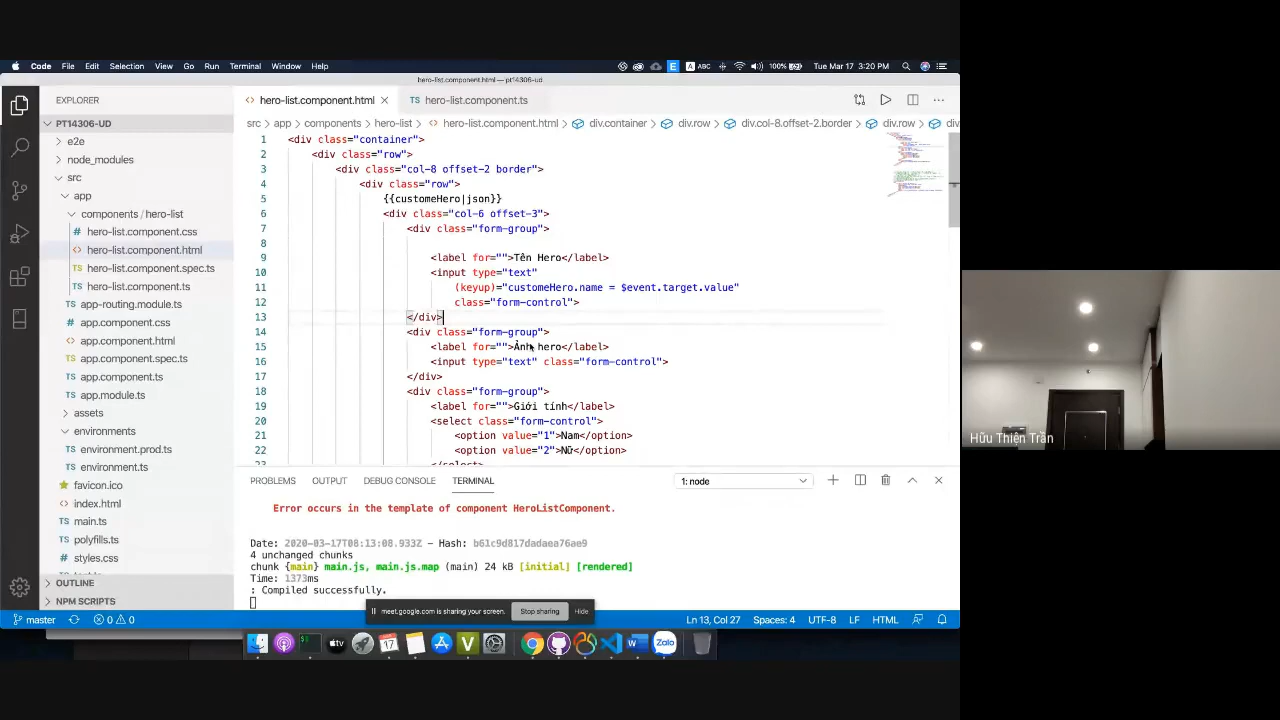 Code File Edit Selection View Go Run Terminal Window Help
E A ABC 100% Tue Mar 17 3:20 PM
hero-list.component.html — pt14306-ud
EXPLORER
PT14306-UD
e2e
node_modules
src
app
components / hero-list
hero-list.component.css
hero-list.component.html
hero-list.component.spec.ts
hero-list.component.ts
app-routing.module.ts
app.component.css
app.component.html
app.component.spec.ts
app.component.ts
app.module.ts
assets
environments
environment.prod.ts
environment.ts
favicon.ico
index.html
main.ts
polyfills.ts
styles.css
OUTLINE
NPM SCRIPTS
hero-list.component.html hero-list.component.ts
src app components hero-list hero-list.component.html div.container div.row div.col-8.offset-2.border div.row
1 <div class="container">
2 <div class="row">
3 <div class="col-8 offset-2 border">
4 <div class="row">
5 {{customeHero|json}}
6 <div class="col-6 offset-3">
7 <div class="form-group">
8
9 <label for="">Tên Hero</label>
10 <input type="text"
11 (keyup)="customeHero.name = $event.target.value"
12 class="form-control">
13 </div>
14 <div class="form-group">
15 <label for="">Ảnh hero</label>
16 <input type="text" class="form-control">
17 </div>
18 <div class="form-group">
19 <label for="">Giới tính</label>
20 <select class="form-control">
21 <option value="1">Nam</option>
22 <option value="2">Nữ</option>
23 </select>
PROBLEMS OUTPUT DEBUG CONSOLE TERMINAL 1: node
Error occurs in the template of component HeroListComponent.
Date: 2020-03-17T08:13:08.933Z - Hash: b61c9d817dadaea76ae9
4 unchanged chunks
chunk {main} main.js, main.js.map (main) 24 kB [initial] [rendered]
Time: 1373ms
: Compiled successfully.
meet.google.com is sharing your screen. Stop sharing Hide
master 0 0 Ln 13, Col 27 Spaces: 4 UTF-8 LF HTML
tv 17 V Zalo
Hữu Thiện Trần